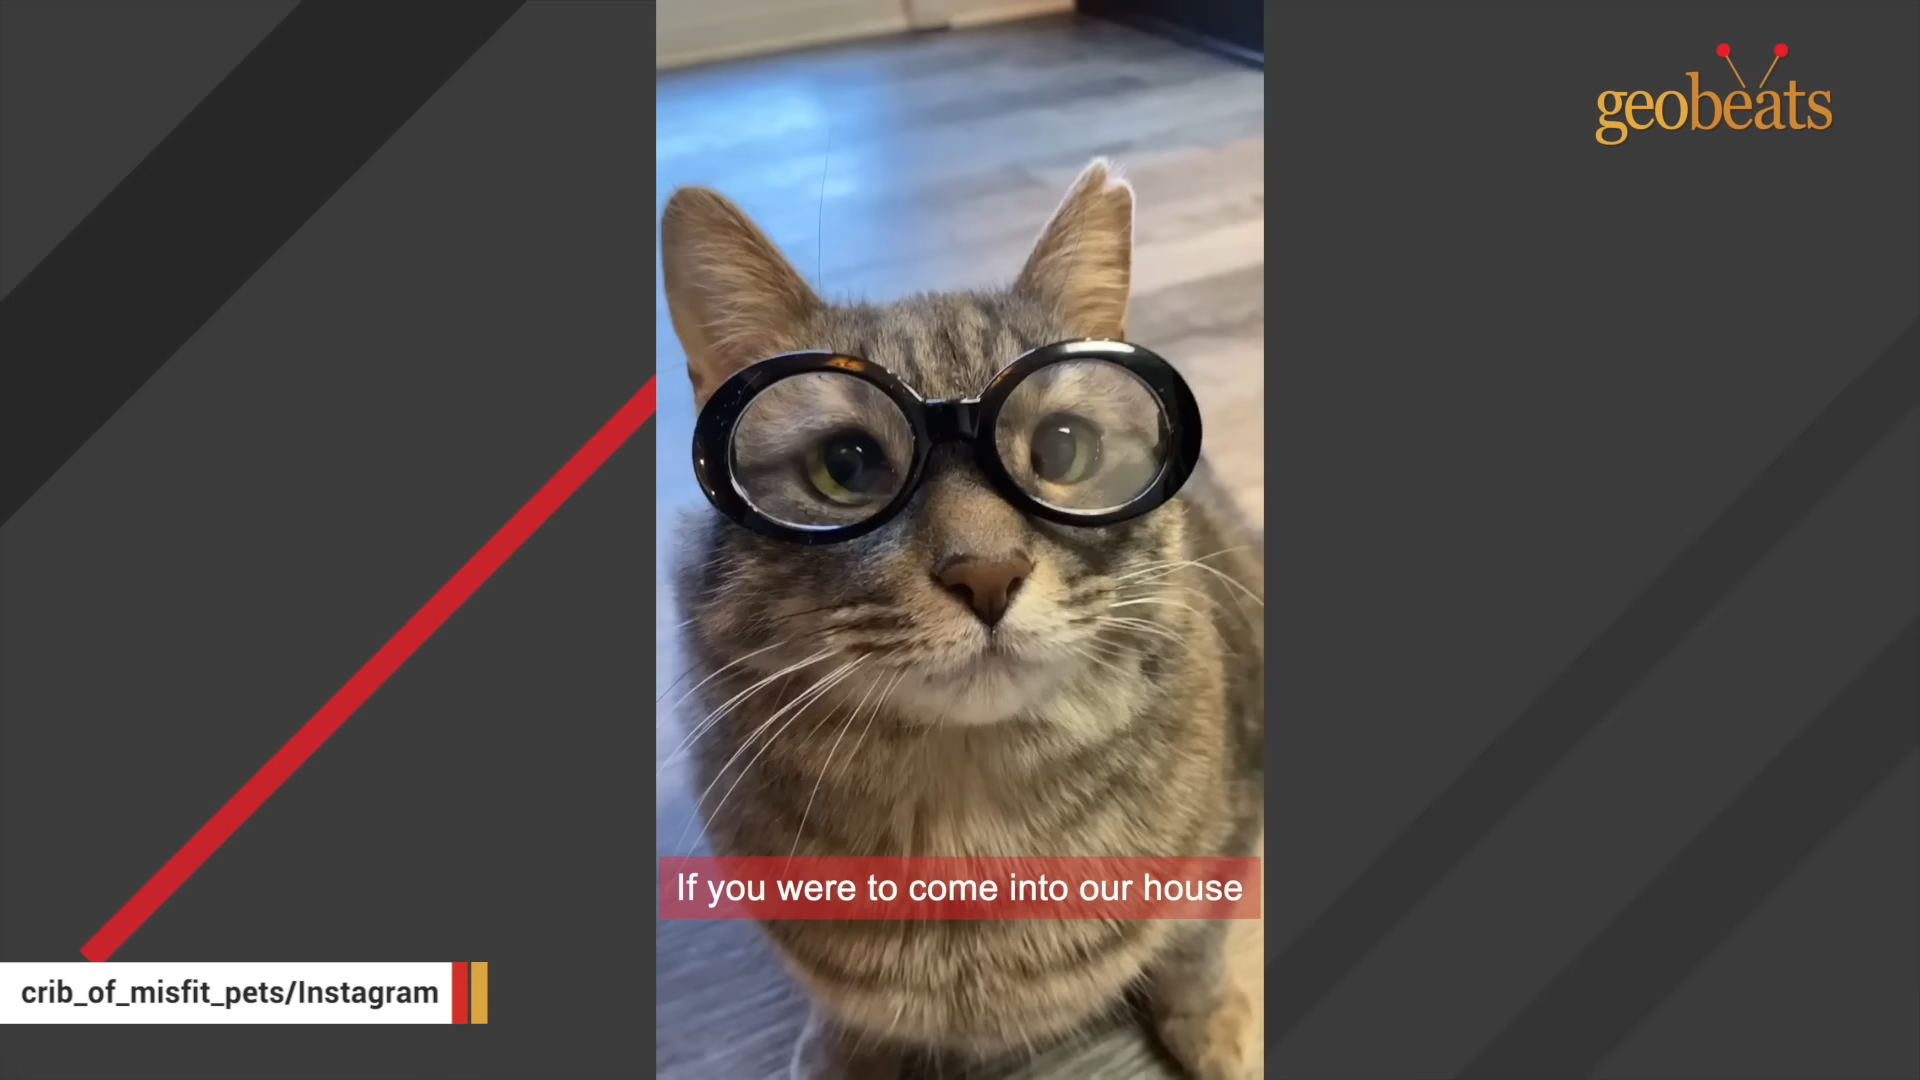 geobeats
If you were to come into our house
crib_of_misfit_pets/Instagram